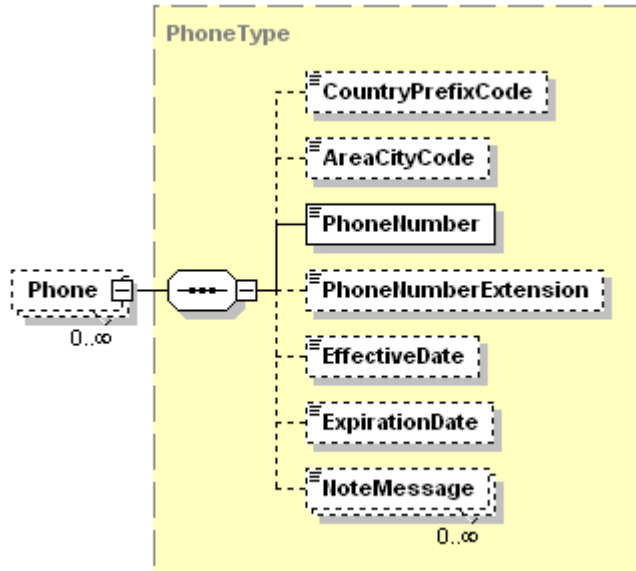 PhoneType
CountryPrefixCode
AreaCityCode
PhoneNumber
Phone
PhoneNumberExtension
0..∞
EffectiveDate
ExpirationDate
NoteMessage
0..∞